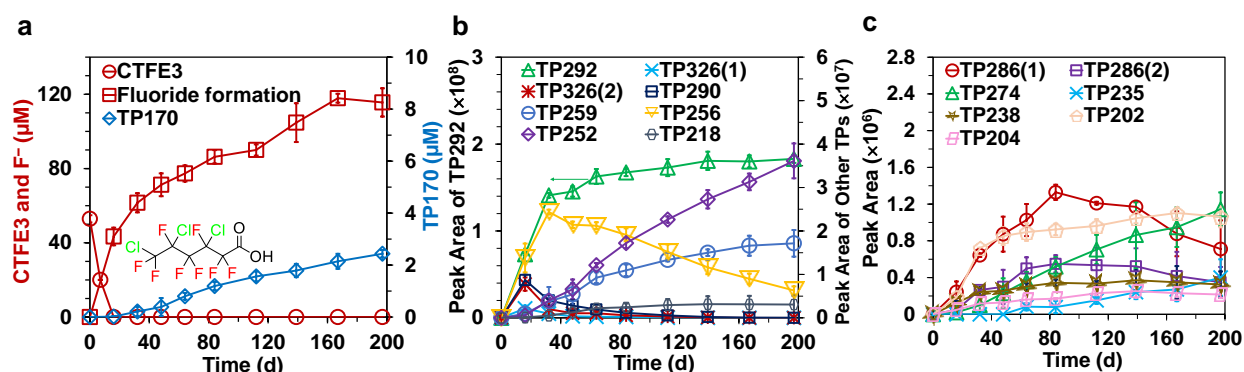 a
CTFE3 and F⁻ (μM)
120
80
40
0
CTFE3
Fluoride formation
TP170
Cl
F
F
F
F
Cl
F
F
F
Cl
F
F
O
OH
10
8
6
4
2
0
TP170 (μM)
0 40 80 120 160 200
Time (d)
b
Peak Area of TP292 (×10⁸)
3
2
1
0
TP292 TP326(1)
TP326(2) TP290
TP259 TP256
TP252 TP218
6
5
4
3
2
1
0
Peak Area of Other TPs (×10⁷)
0 40 80 120 160 200
Time (d)
c
Peak Area (×10⁶)
2.8
2.4
1.8
1.2
0.6
0.0
TP286(1) TP286(2)
TP274 TP235
TP238 TP202
TP204
0 40 80 120 160 200
Time (d)